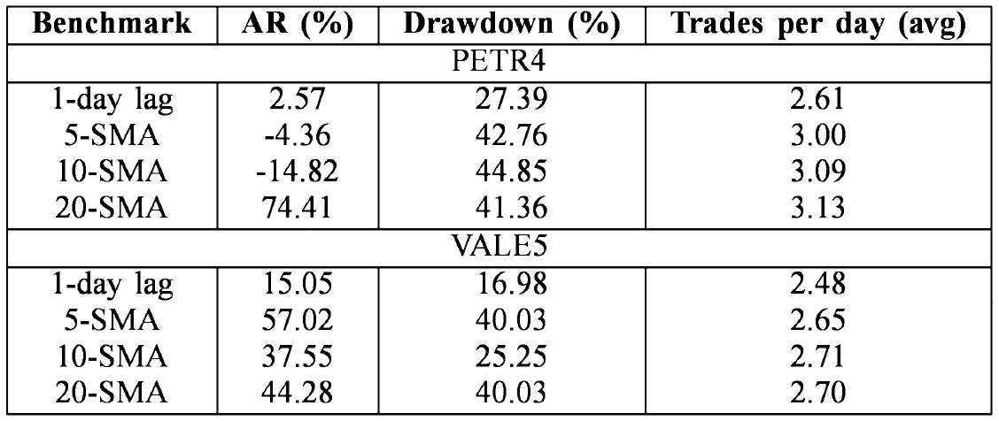 Benchmark AR (%) Drawdown (%) Trades per day (avg)
PETR4
1-day lag 2.57 27.39 2.61
5-SMA -4.36 42.76 3.00
10-SMA -14.82 44.85 3.09
20-SMA 74.41 41.36 3.13
VALE5
1-day lag 15.05 16.98 2.48
5-SMA 57.02 40.03 2.65
10-SMA 37.55 25.25 2.71
20-SMA 44.28 40.03 2.70